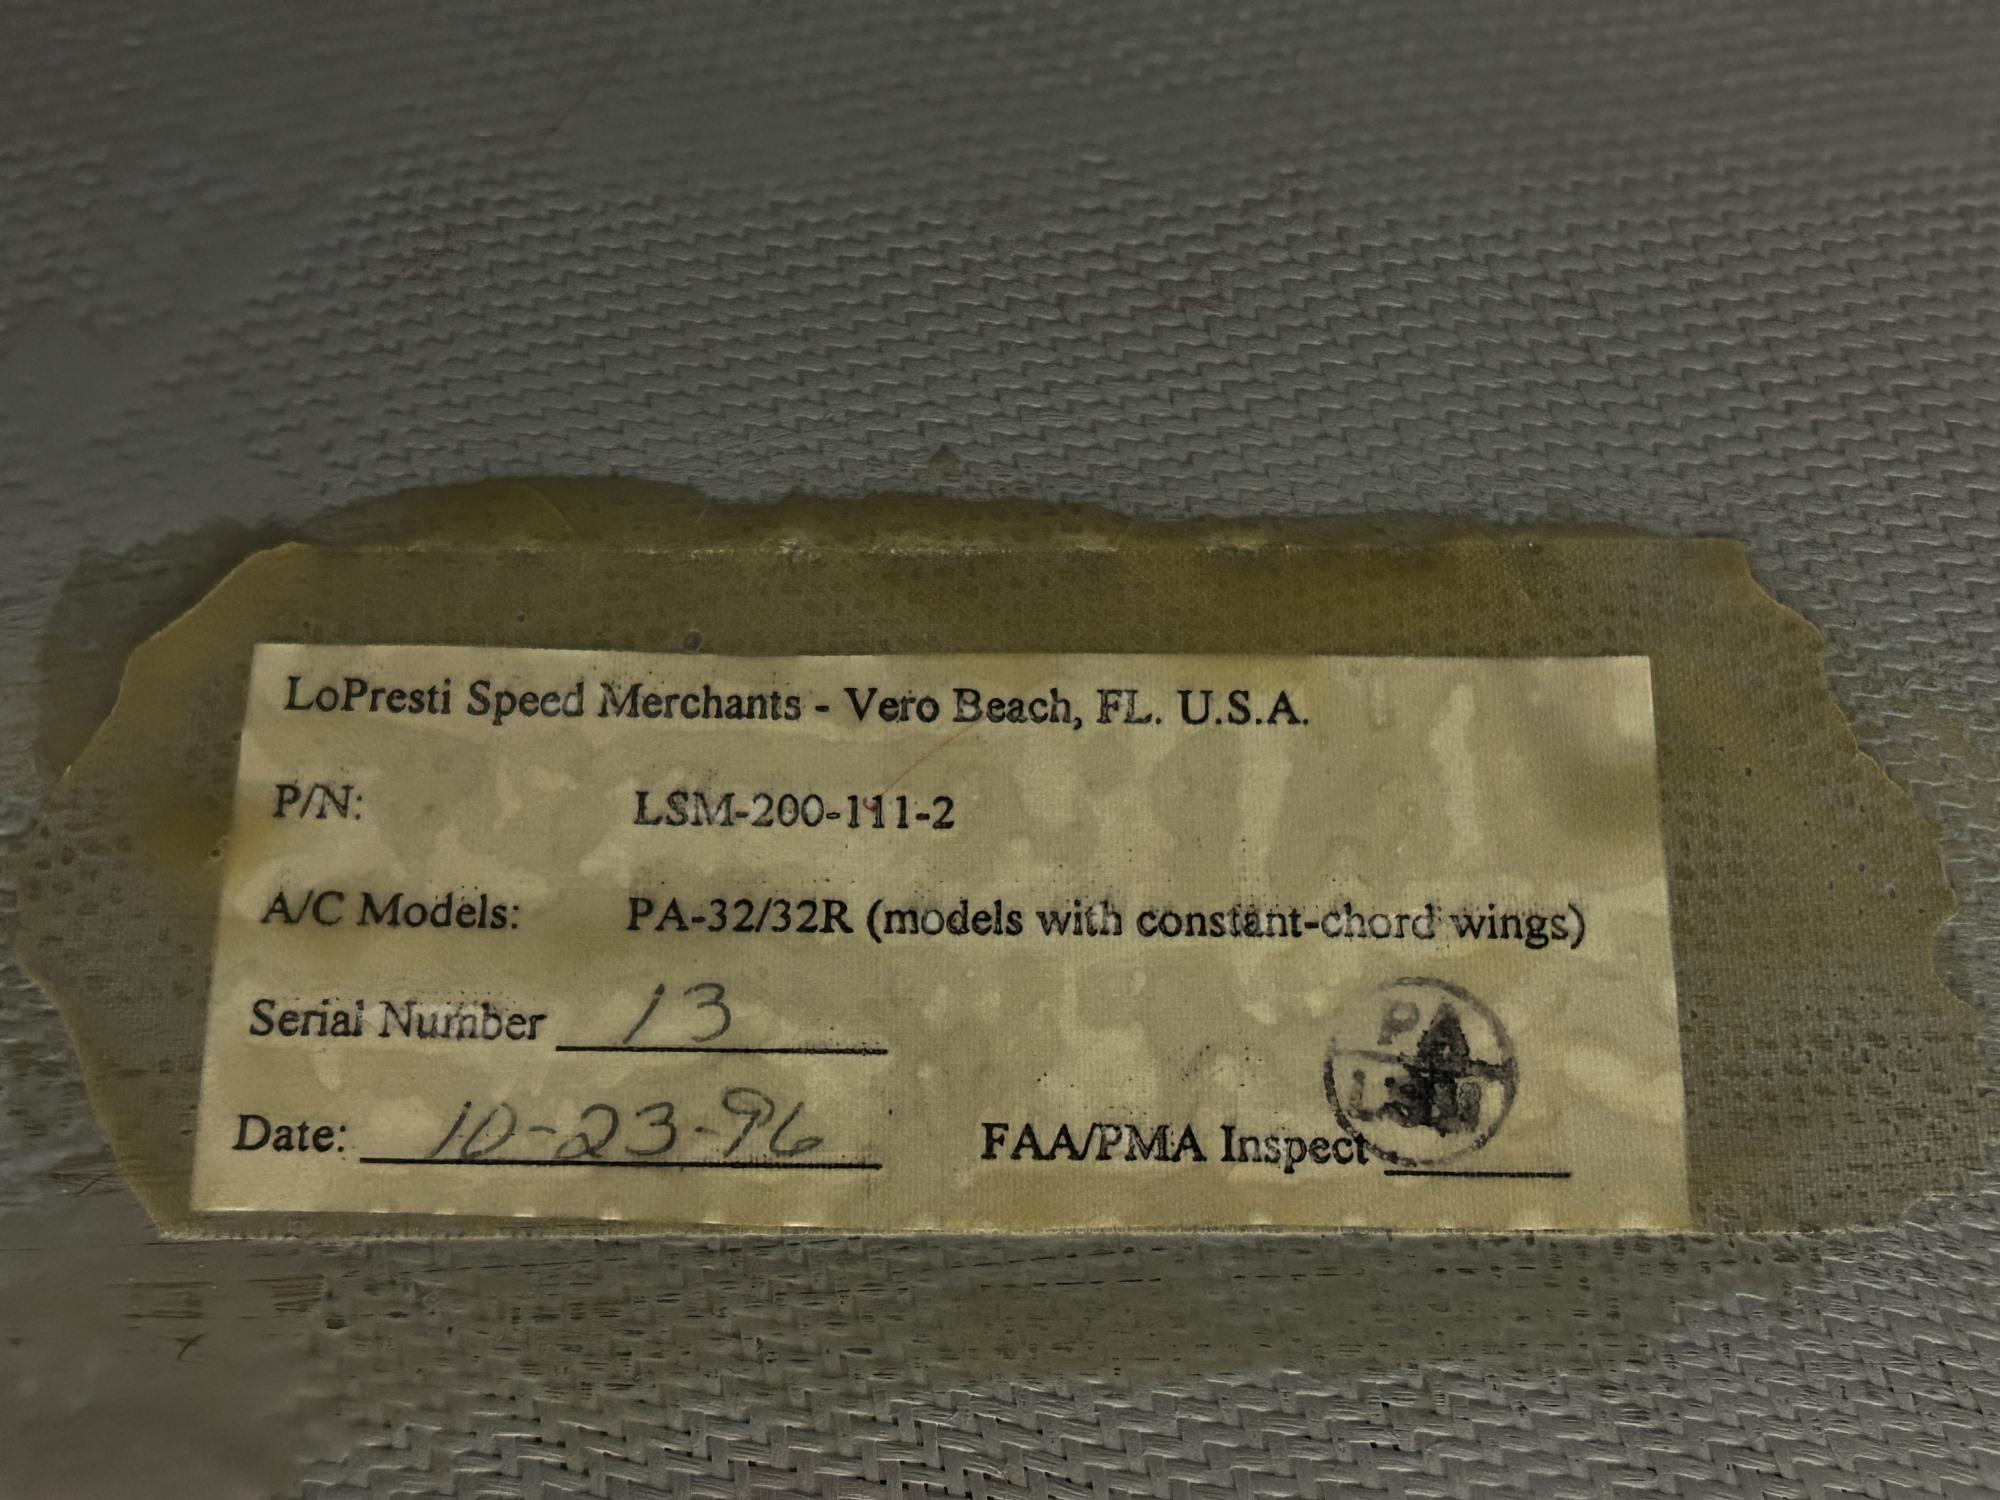 LoPresti Speed Merchants - Vero Beach, FL. U.S.A.
P/N: LSM-200-111-2
A/C Models: PA-32/32R (models with constant-chord wings)
Serial Number 13
Date: 10-23-96 FAA/PMA Inspect